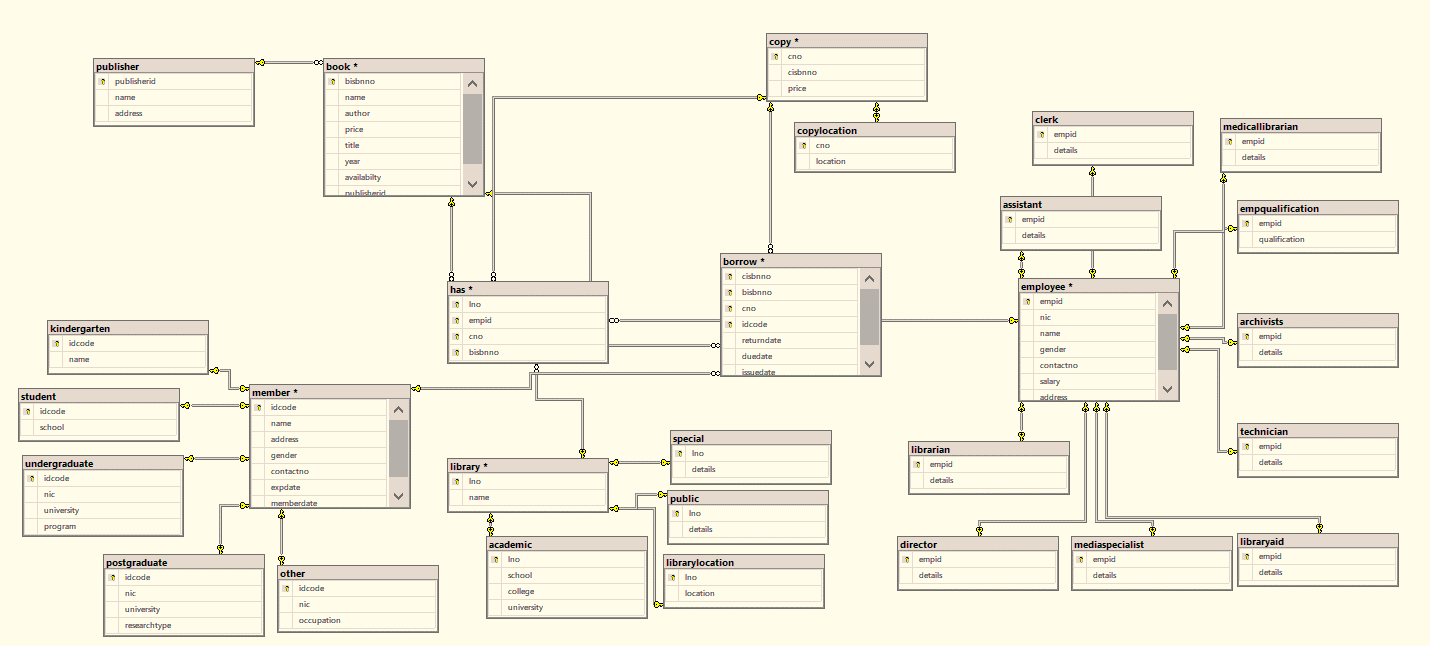 publisher
publisherid
name
address
book *
bisbnno
name
author
price
title
year
availabilty
publisherid
copy *
cno
cisbnno
price
copylocation
cno
location
clerk
empid
details
medicallibrarian
empid
details
assistant
empid
details
empqualification
empid
qualification
has *
lno
empid
cno
bisbnno
borrow *
cisbnno
bisbnno
cno
idcode
returndate
duedate
issuedate
employee *
empid
nic
name
gender
contactno
salary
address
archivists
empid
details
kindergarten
idcode
name
student
idcode
school
member *
idcode
name
address
gender
contactno
expdate
memberdate
undergraduate
idcode
nic
university
program
library *
lno
name
special
lno
details
public
lno
details
librarian
empid
details
technician
empid
details
postgraduate
idcode
nic
university
researchtype
other
idcode
nic
occupation
academic
lno
school
college
university
librarylocation
lno
location
director
empid
details
mediaspecialist
empid
details
libraryaid
empid
details